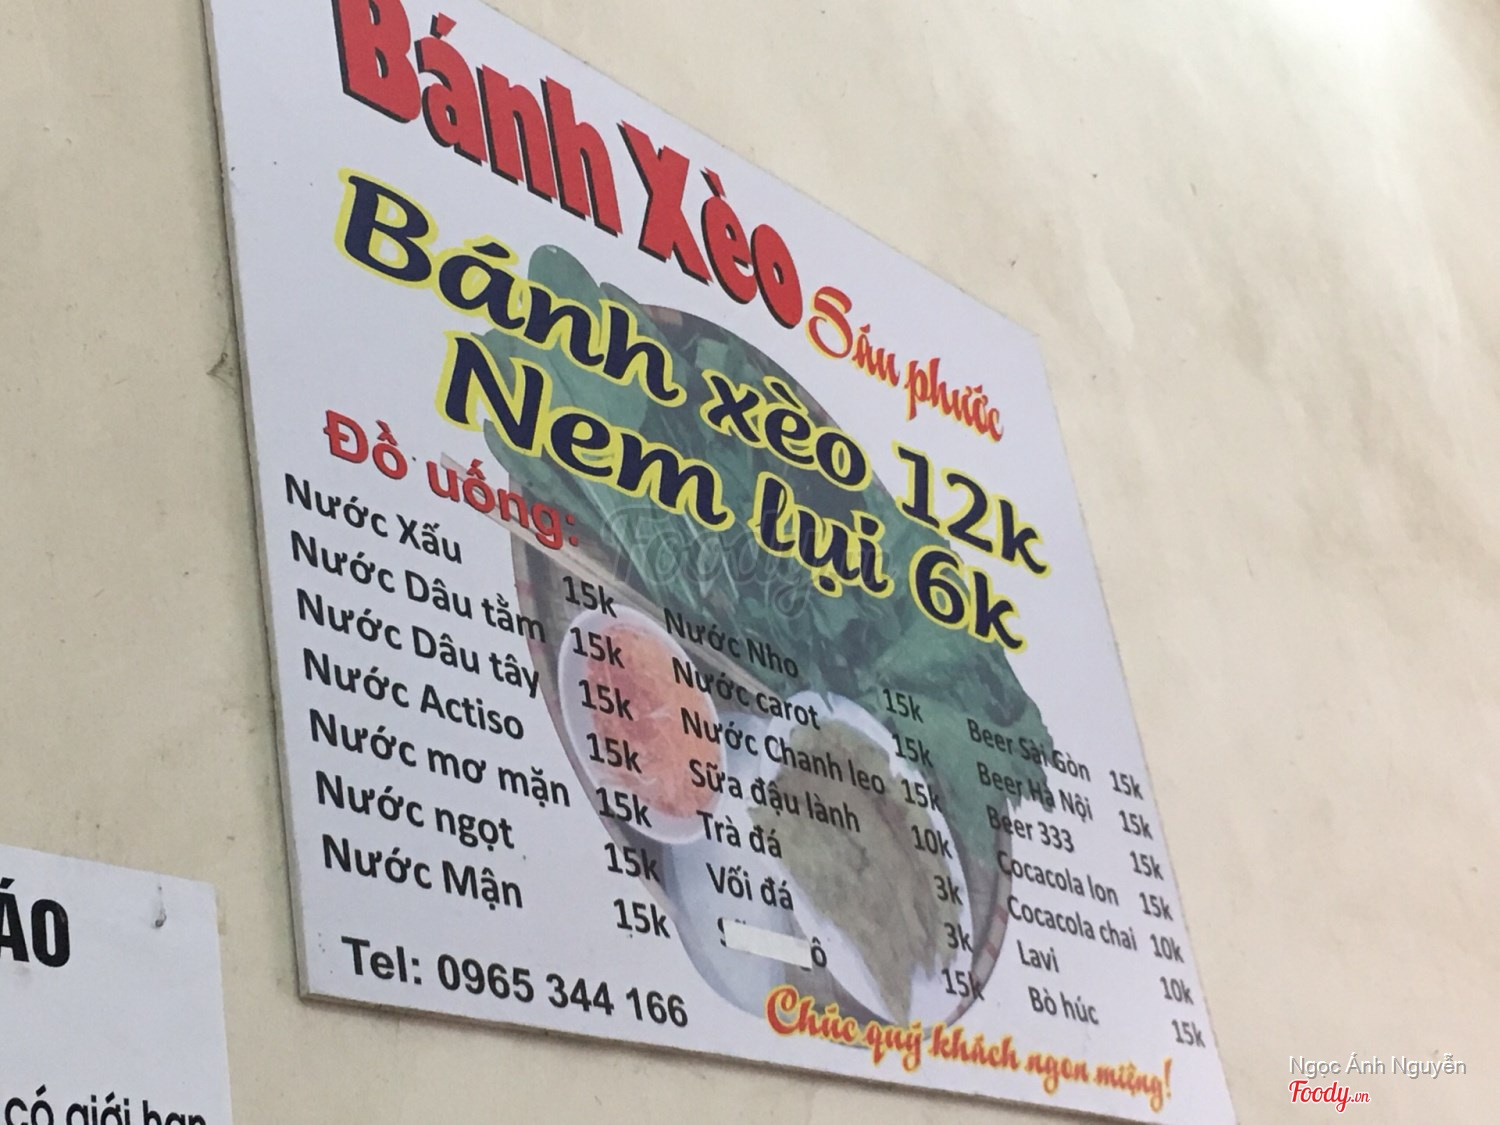 Bánh Xèo Sáu phước
Bánh xèo 12k
Nem lụi 6k
Đồ uống:
Nước Xấu 15k
Nước Dâu tằm 15k
Nước Dâu tây 15k
Nước Actiso 15k
Nước mơ mặn 15k
Nước ngọt 15k
Nước Mận 15k
Nước Nho 15k
Nước carot 15k
Nước Chanh leo 15k
Sữa đậu lành 10k
Trà đá 3k
Vối đá 3k
15k
Beer Sài Gòn 15k
Beer Hà Nội 15k
Beer 333 15k
Cocacola lon 15k
Cocacola chai 10k
Lavi 10k
Bò húc 15k
Tel: 0965 344 166
Chúc quý khách ngon miệng!
ÁO
có giới hạn
Foody.vn
Ngọc Ánh Nguyễn
Foody.vn